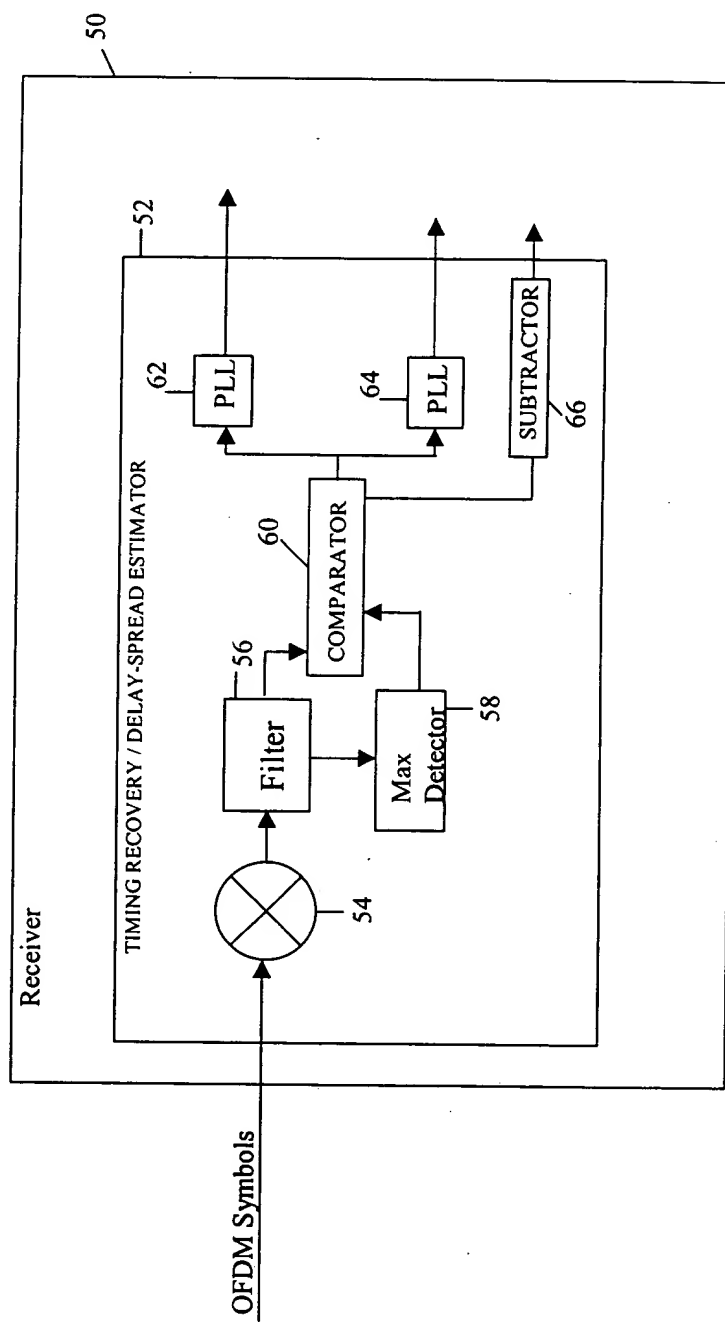 Receiver
50
TIMING RECOVERY / DELAY-SPREAD ESTIMATOR
52
OFDM Symbols
54
Filter
56
Max
Detector
58
COMPARATOR
60
PLL
62
PLL
64
SUBTRACTOR
66